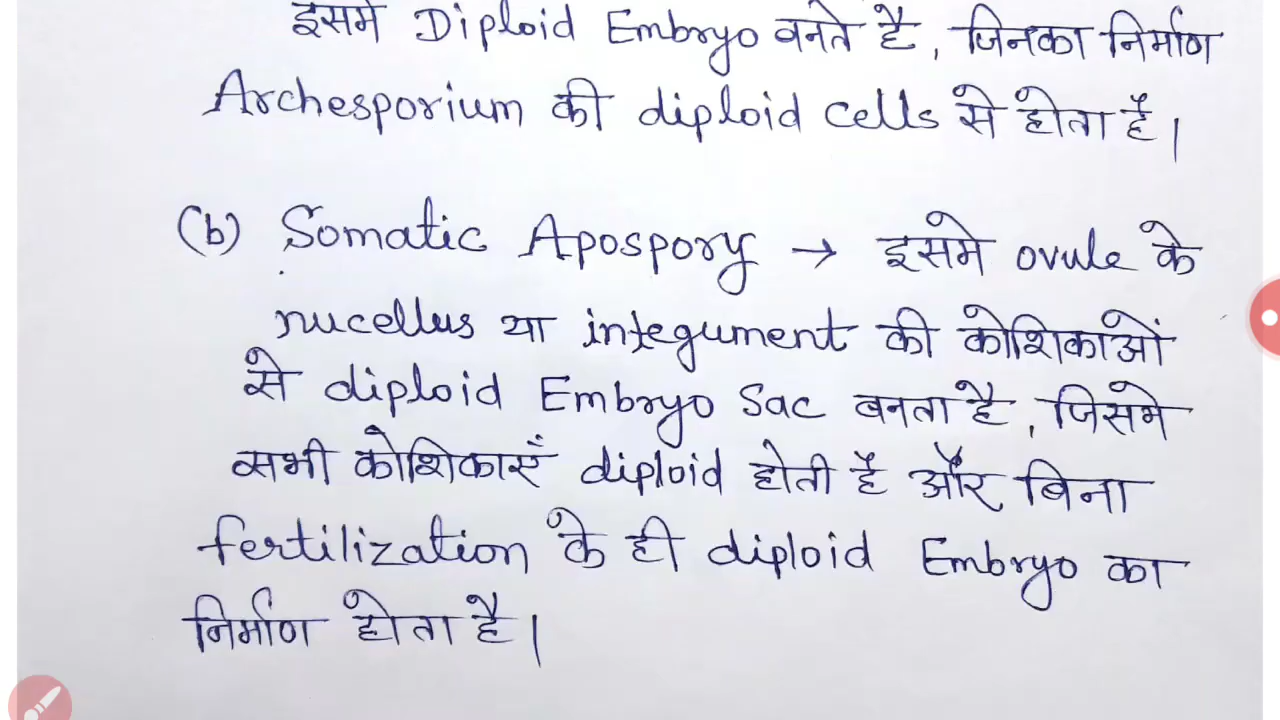 इसमे Diploid Embryo बनते है, जिनका निर्माण
Archesporium की diploid cells से होता है।
(b) Somatic Apospory → इसमे ovule के
nucellus या integument की कोशिकाओं
से diploid Embryo Sac बनता है, जिसमे
सभी कोशिकाएँ diploid होती है और बिना
fertilization के ही diploid Embryo का
निर्माण होता है।